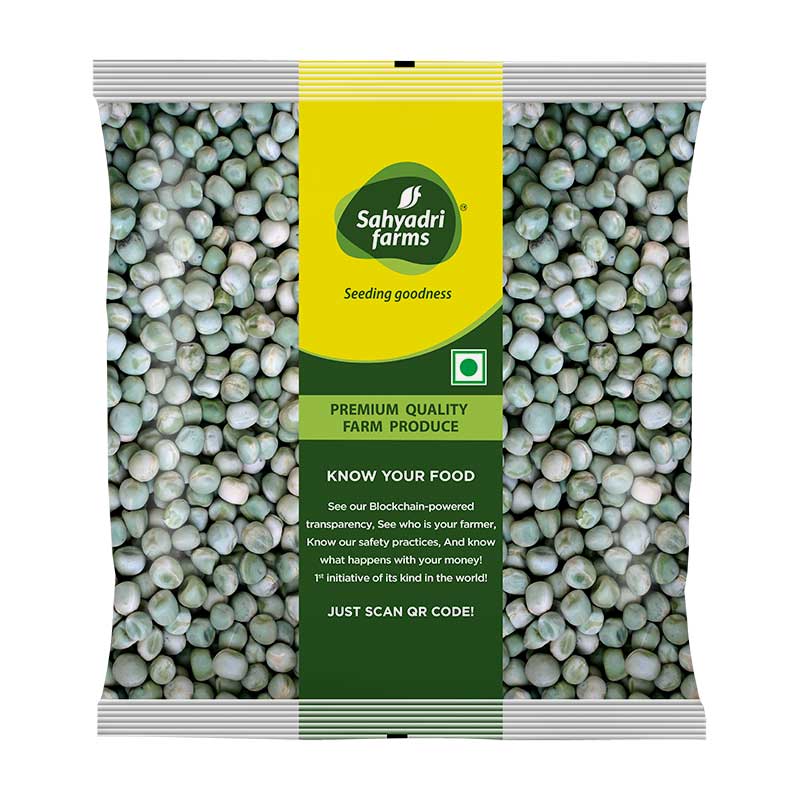 Sahyadri
farms
Seeding goodness
PREMIUM QUALITY
FARM PRODUCE
KNOW YOUR FOOD
See our Blockchain-powered
transparency, See who is your farmer,
Know our safety practices, And know
what happens with your money!
1st initiative of its kind in the world!
JUST SCAN QR CODE!